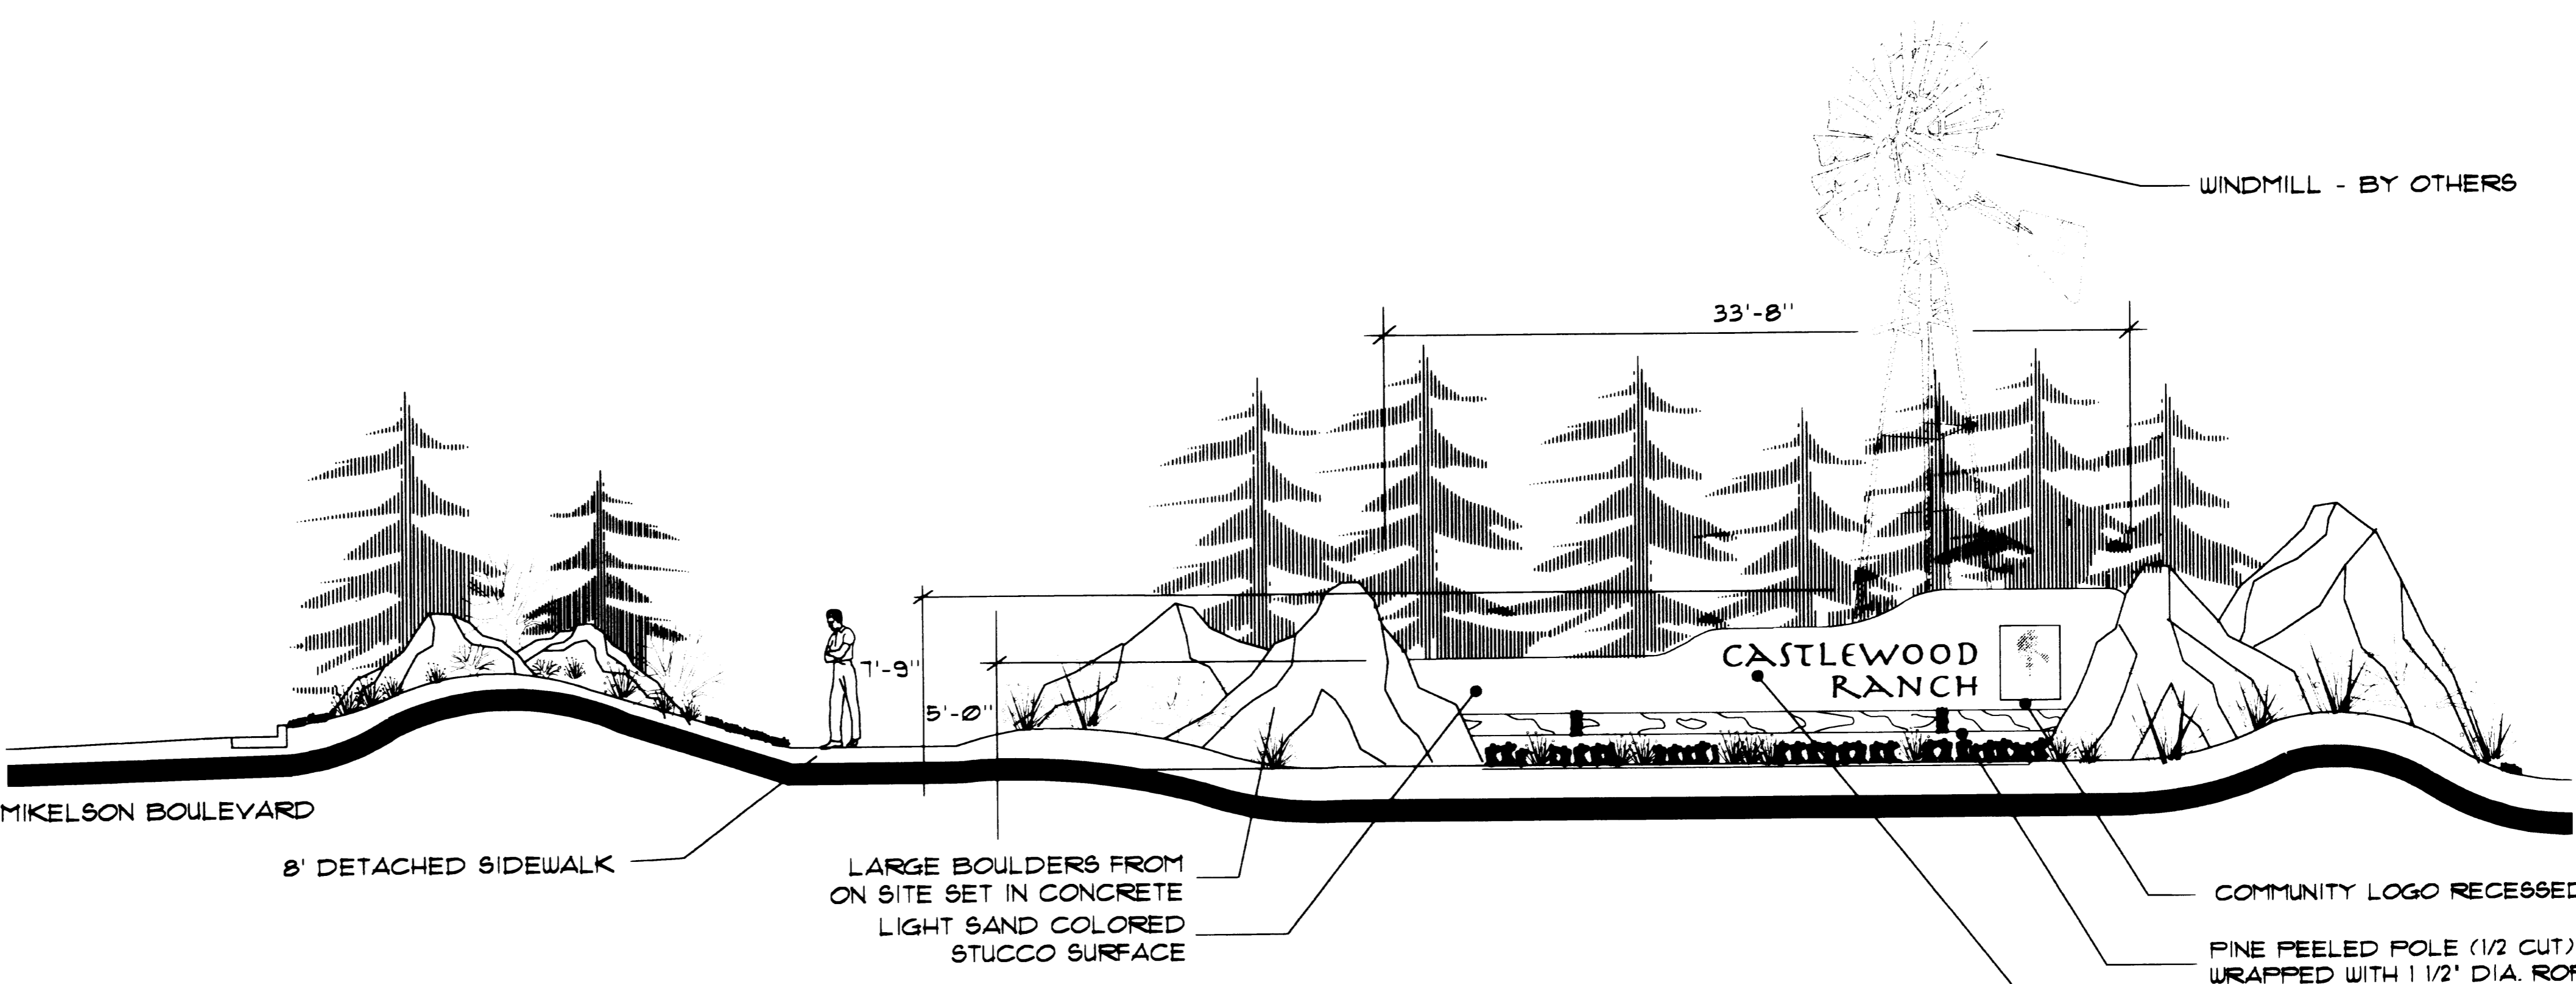 WINDMILL - BY OTHERS
33'-8"
CASTLEWOOD
RANCH
7'-9"
5'-0"
MIKELSON BOULEVARD
8' DETACHED SIDEWALK
LARGE BOULDERS FROM
ON SITE SET IN CONCRETE
LIGHT SAND COLORED
STUCCO SURFACE
COMMUNITY LOGO RECESSED
PINE PEELED POLE (1/2 CUT)
WRAPPED WITH 1 1/2" DIA.